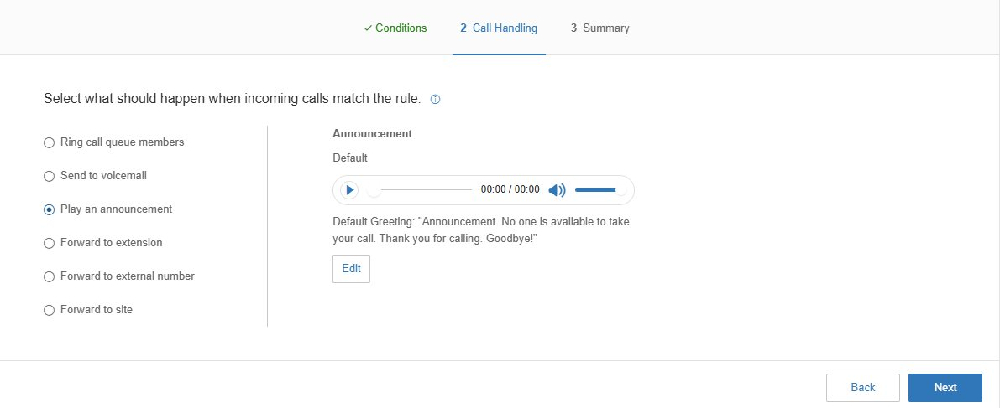 ✓ Conditions
2 Call Handling
3 Summary
Select what should happen when incoming calls match the rule.
Ring call queue members
Send to voicemail
Play an announcement
Forward to extension
Forward to external number
Forward to site
Announcement
Default
00:00 / 00:00
Default Greeting: "Announcement. No one is available to take
your call. Thank you for calling. Goodbye!"
Edit
Back
Next